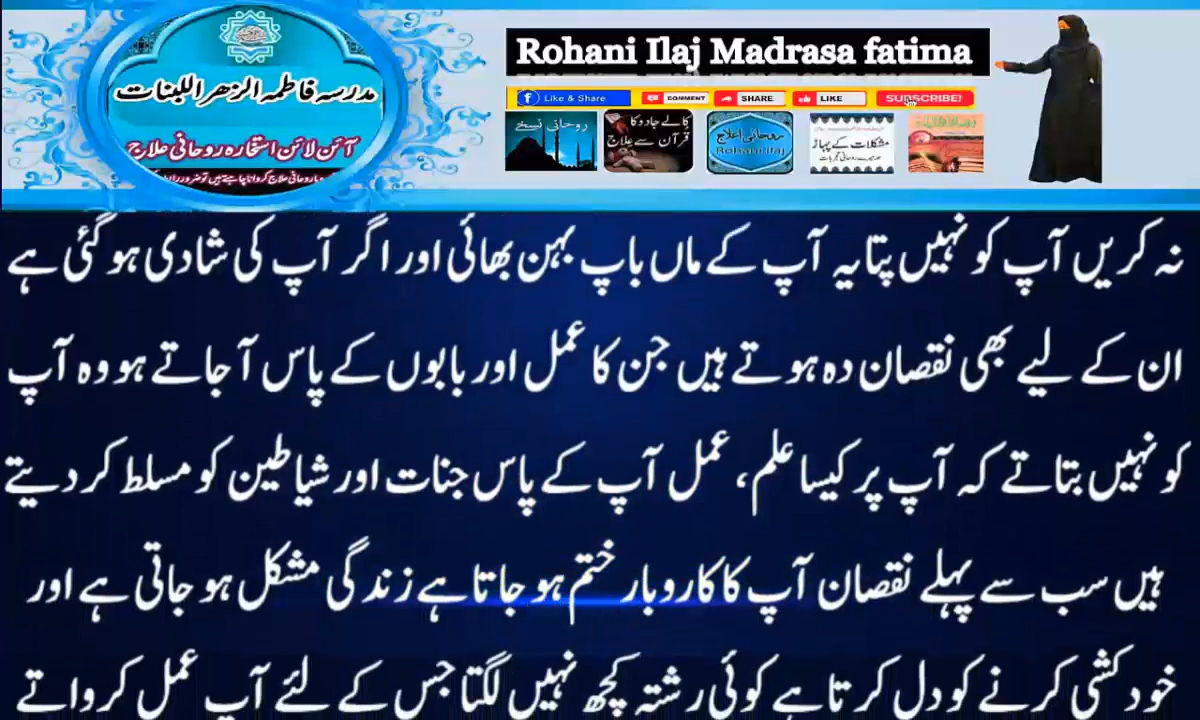 مدرسہ فاطمہ الزھرا للبنات
آئن لائن استخارہ روحانی علاج
Rohani Ilaj Madrasa fatima
Like & Share
COMMENT
SHARE
LIKE
SUBSCRIBE!
روحانی نسخے
کالے جادو کا
قرآن سے علاج
روحانی اعلاج
Rohani ilaj
مشکلات کے پہاڑ
نہ کریں آپ کو نہیں پتا یہ آپ کے ماں باپ بہن بھائی اور اگر آپ کی شادی ہو گئی ہے
ان کے لیے بھی نقصان دہ ہوتے ہیں جن کا عمل اور بابوں کے پاس آ جاتے ہو وہ آپ
کو نہیں بتاتے کہ آپ پر کیسا علم، عمل آپ کے پاس جنات اور شیاطین کو مسلط کر دیتے
ہیں سب سے پہلے نقصان آپ کا کاروبار ختم ہو جاتا ہے زندگی مشکل ہو جاتی ہے اور
خودکشی کرنے کو دل کرتا ہے کوئی رشتہ کچھ نہیں لگتا جس کے لئے آپ عمل کرواتے